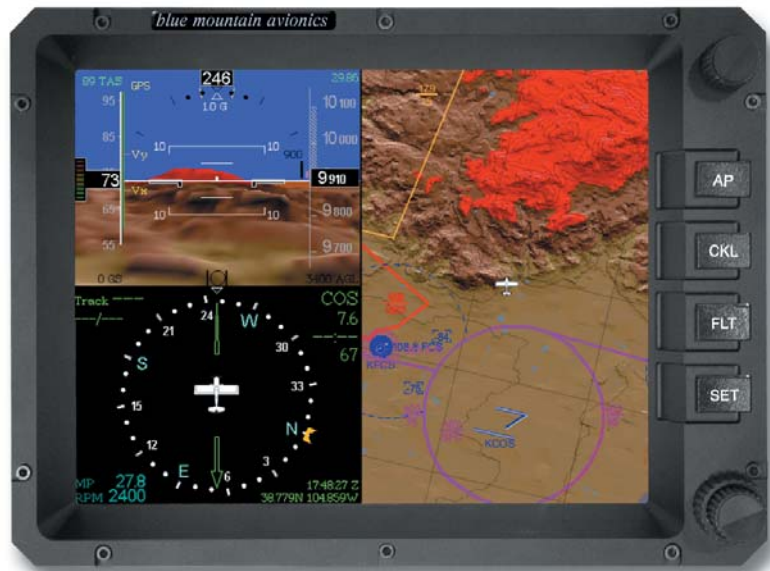 blue mountain avionics
89 TAS
GPS
246
1.0 G
29.86
95
10 100
10 10
10 000
Vy
900
73
9 910
Vx
65
9 800
10 10
55
9 700
0 GS
3400 AGL
Track ----
COS
7.6
67
24
W
21
30
S
33
15
N
12
3
E
6
MP 27.8
RPM 2400
17:48:27 Z
38.779N 104.859W
KFCS
108.8 FCS
KCOS
AP
CKL
FLT
SET